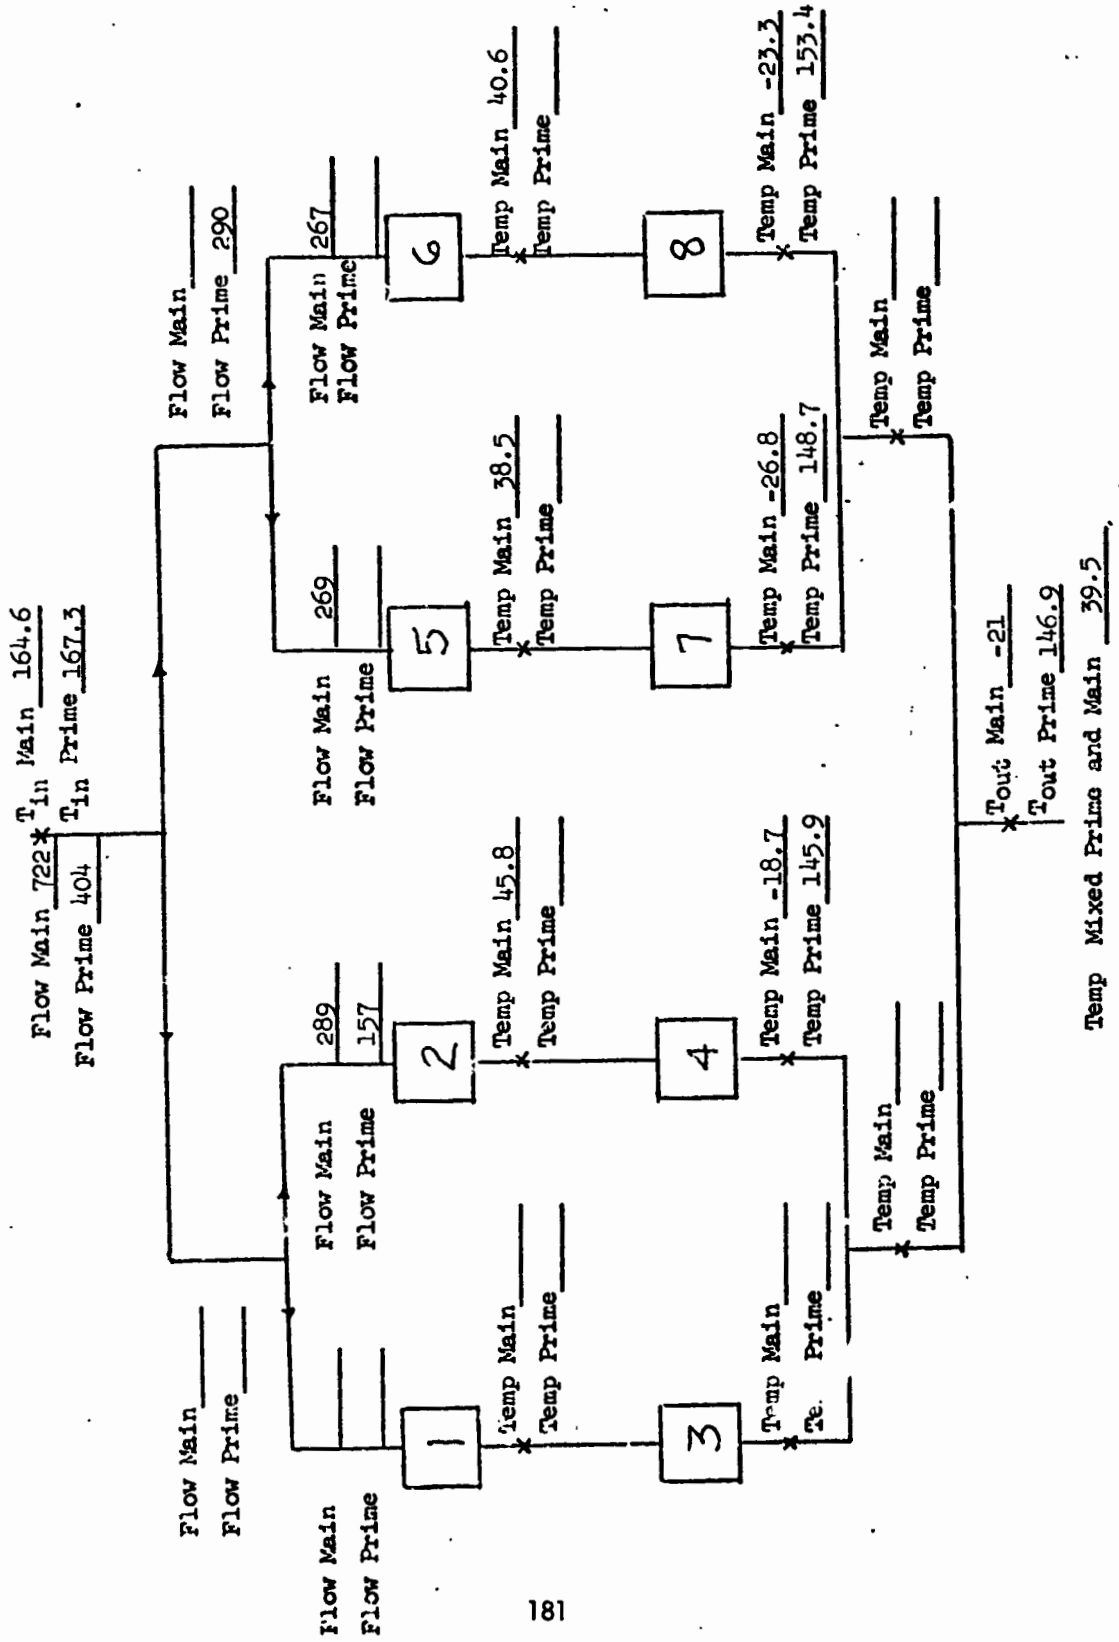 Flow Main 722
T_in Main 164.6
Flow Prime 404
T_in Prime 167.3
Flow Main
Flow Prime
Flow Main
Flow Prime 290
Flow Main
Flow Prime
Flow Main 289
Flow Prime 157
Flow Main 269
Flow Prime
Flow Main 267
Flow Prime
1
2
5
6
Temp Main
Temp Prime
Temp Main 45.8
Temp Prime
Temp Main 38.5
Temp Prime
Temp Main 40.6
Temp Prime
3
4
7
8
Temp Main
Te. Prime
Temp Main -18.7
Temp Prime 145.9
Temp Main -26.8
Temp Prime 148.7
Temp Main -23.3
Temp Prime 153.4
Temp Main
Temp Prime
Temp Main
Temp Prime
T_out Main -21
T_out Prime 146.9
Temp Mixed Prime and Main 39.5
181